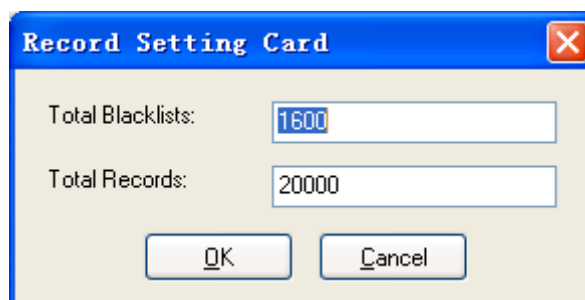 Record Setting Card
Total Blacklists: 1600
Total Records: 20000
OK Cancel